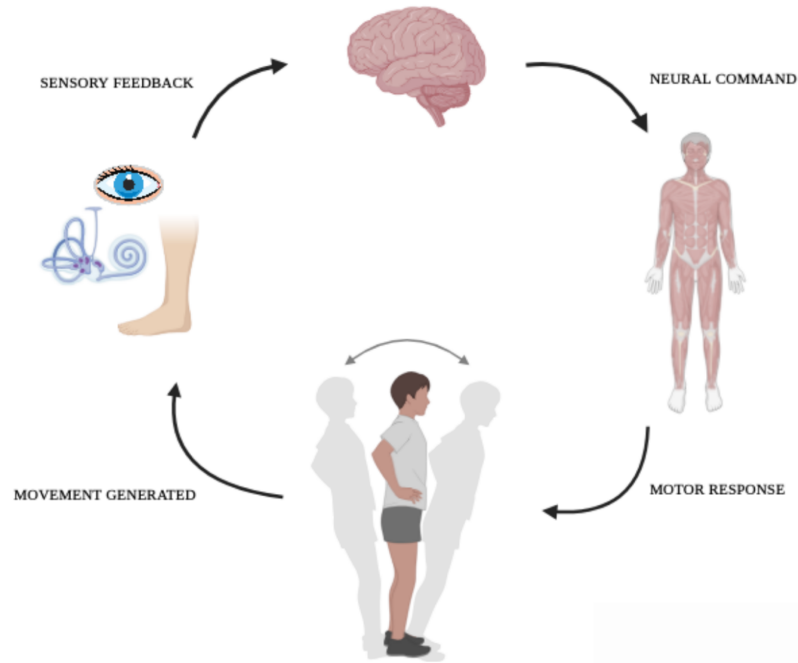 SENSORY FEEDBACK
NEURAL COMMAND
MOVEMENT GENERATED
MOTOR RESPONSE